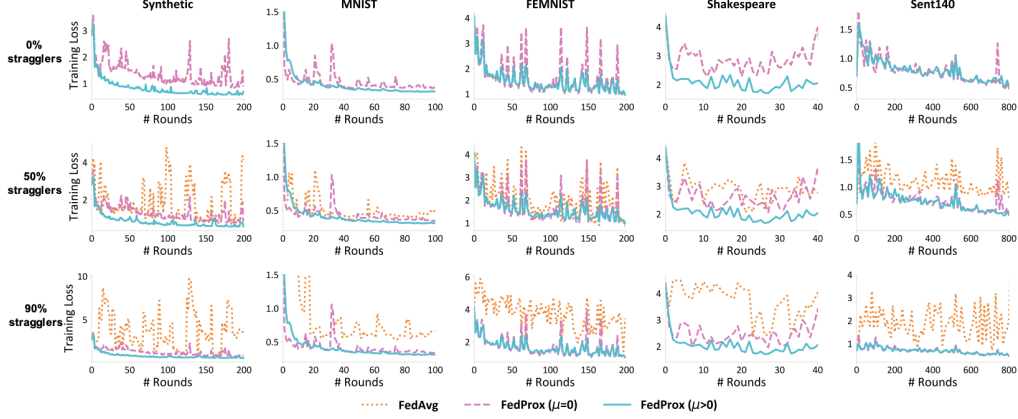 Synthetic MNIST FEMNIST Shakespeare Sent140
0%
stragglers
Training Loss
3
2
1
0 50 100 150 200
# Rounds
1.5
1.0
0.5
0 20 40 60 80 100
# Rounds
4
3
2
1
0 50 100 150 200
# Rounds
4
3
2
0 10 20 30 40
# Rounds
1.5
1.0
0.5
0 200 400 600 800
# Rounds
50%
stragglers
Training Loss
4
2
0 50 100 150 200
# Rounds
1.5
1.0
0.5
0 20 40 60 80 100
# Rounds
4
3
2
1
0 50 100 150 200
# Rounds
4
3
2
0 10 20 30 40
# Rounds
1.5
1.0
0.5
0 200 400 600 800
# Rounds
90%
stragglers
Training Loss
10
5
0 50 100 150 200
# Rounds
1.5
1.0
0.5
0 20 40 60 80 100
# Rounds
6
4
2
0 50 100 150 200
# Rounds
4
3
2
0 10 20 30 40
# Rounds
4
3
2
1
0 200 400 600 800
# Rounds
FedAvg FedProx (μ=0) FedProx (μ>0)